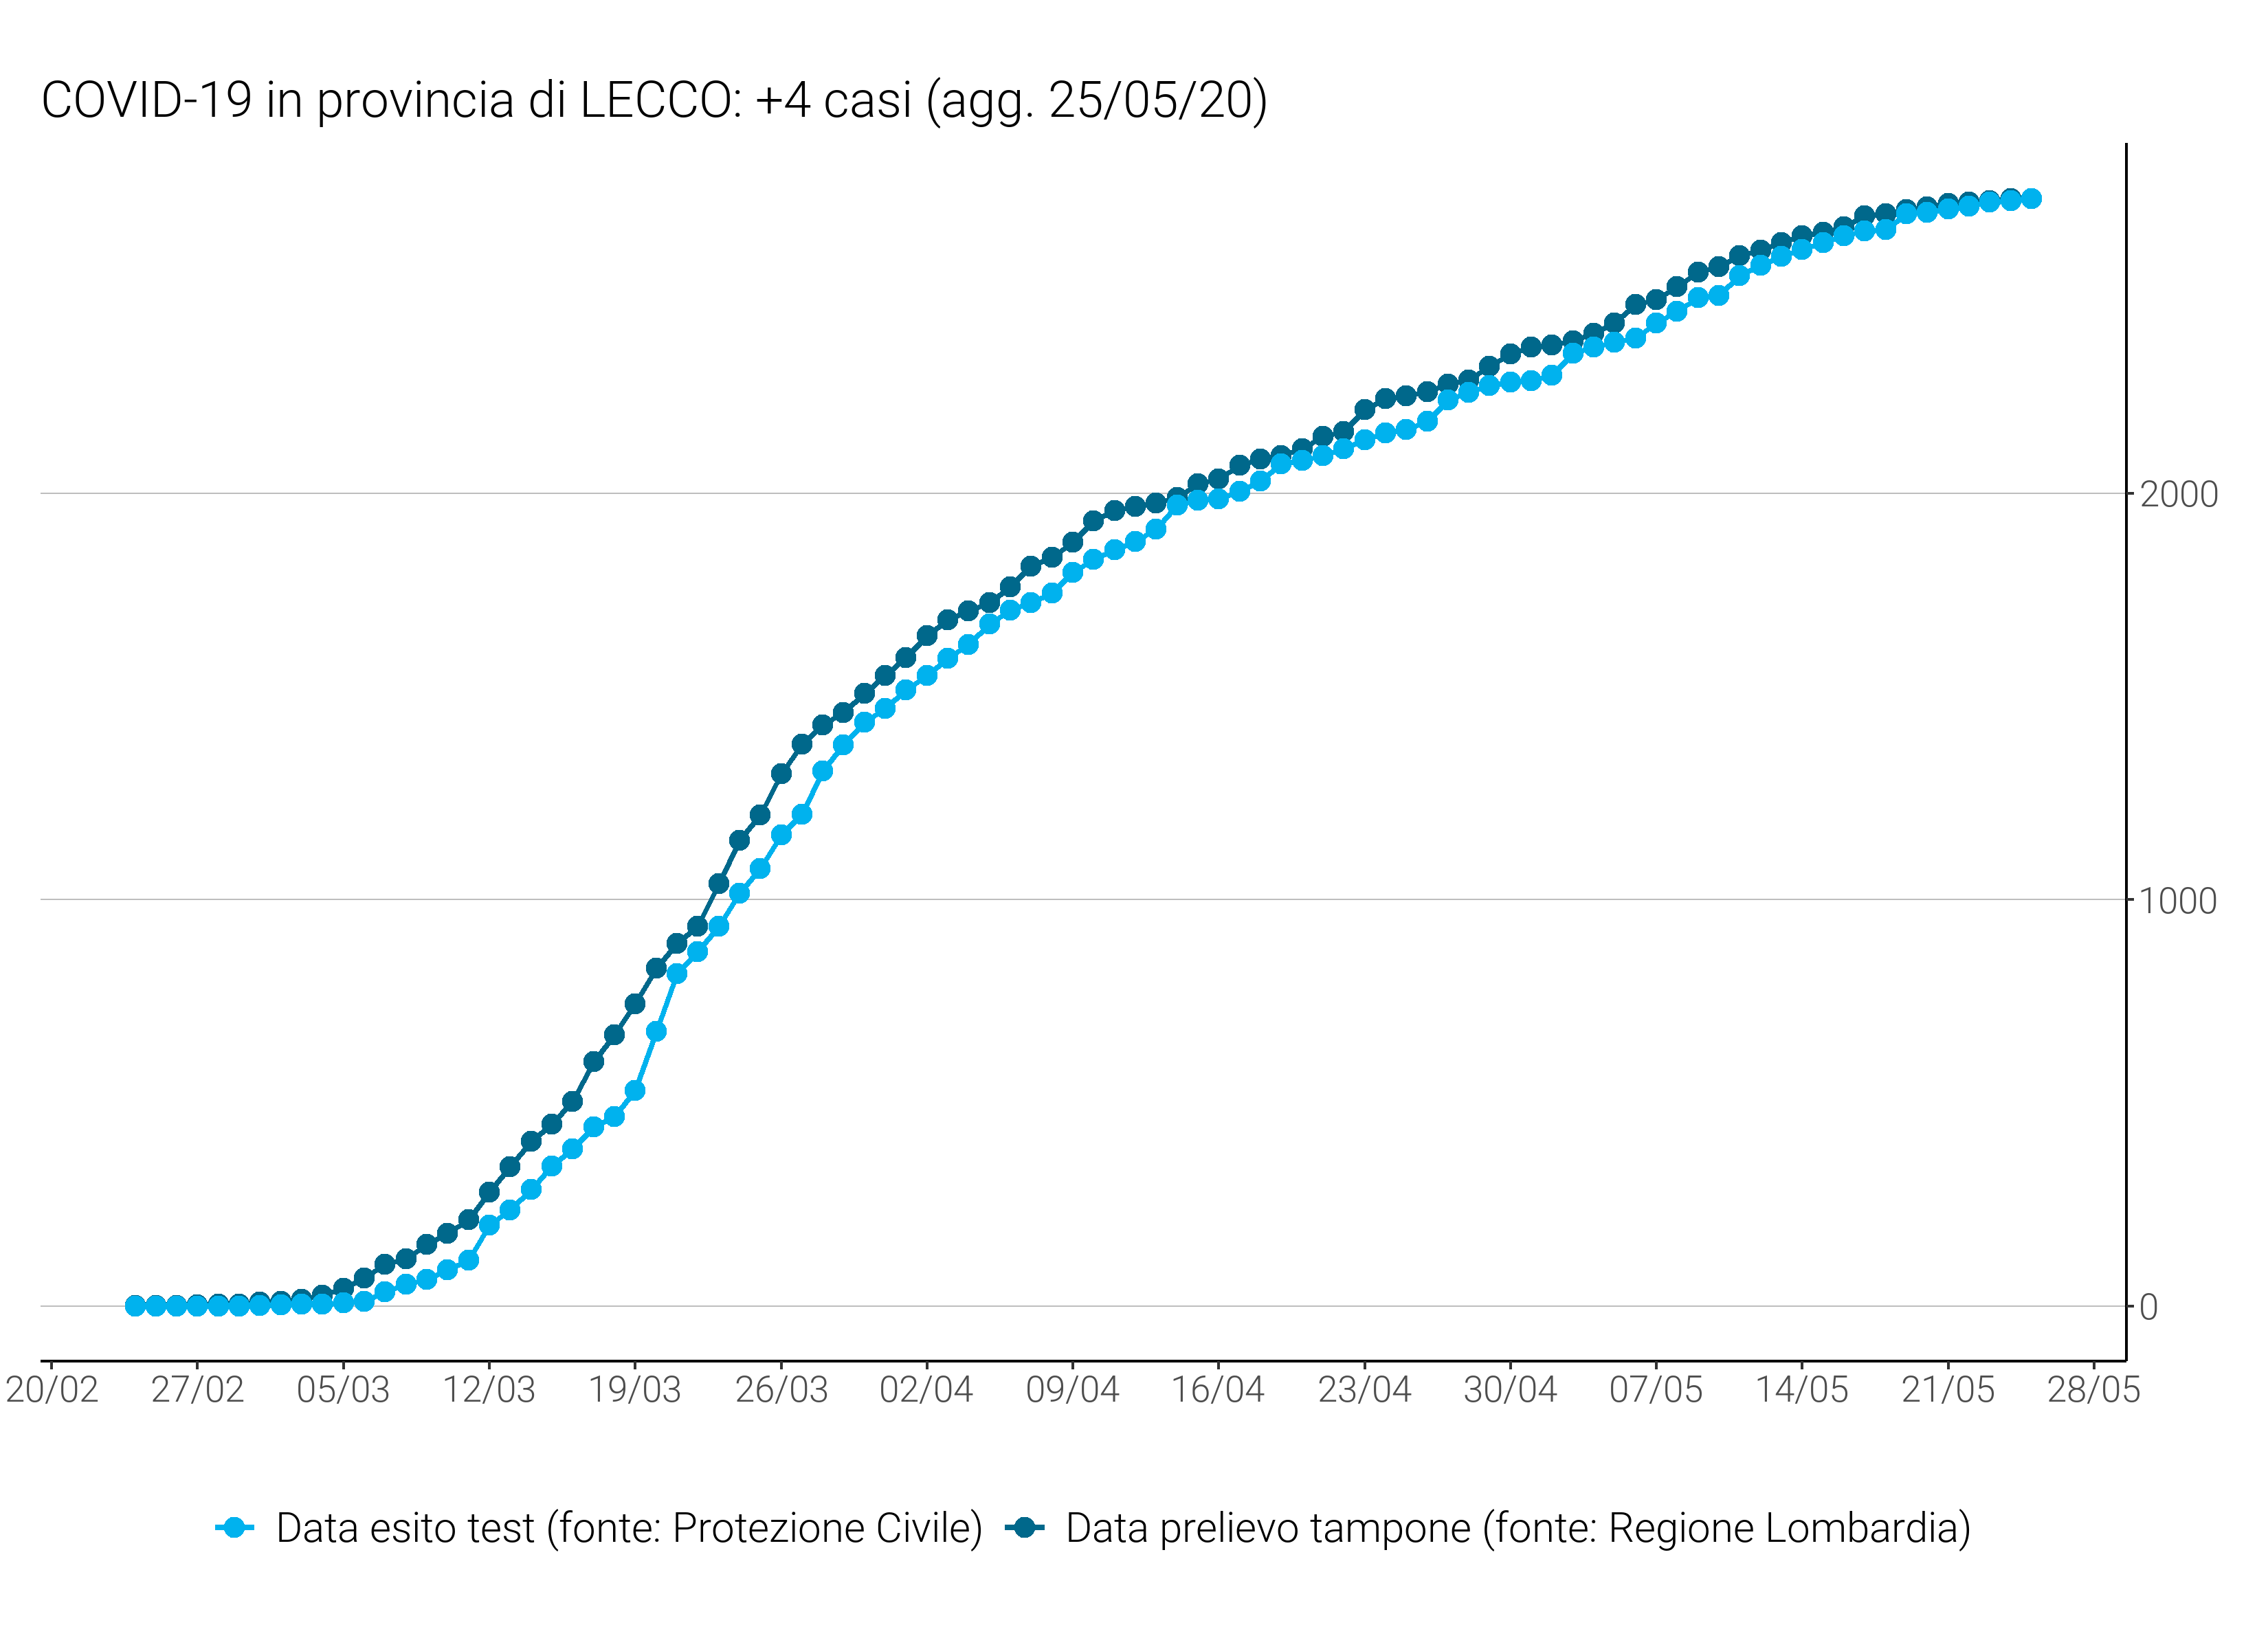 COVID-19 in provincia di LECCO: +4 casi (agg. 25/05/20)
2000
1000
0
20/02 27/02 05/03 12/03 19/03 26/03 02/04 09/04 16/04 23/04 30/04 07/05 14/05 21/05 28/05
Data esito test (fonte: Protezione Civile) Data prelievo tampone (fonte: Regione Lombardia)